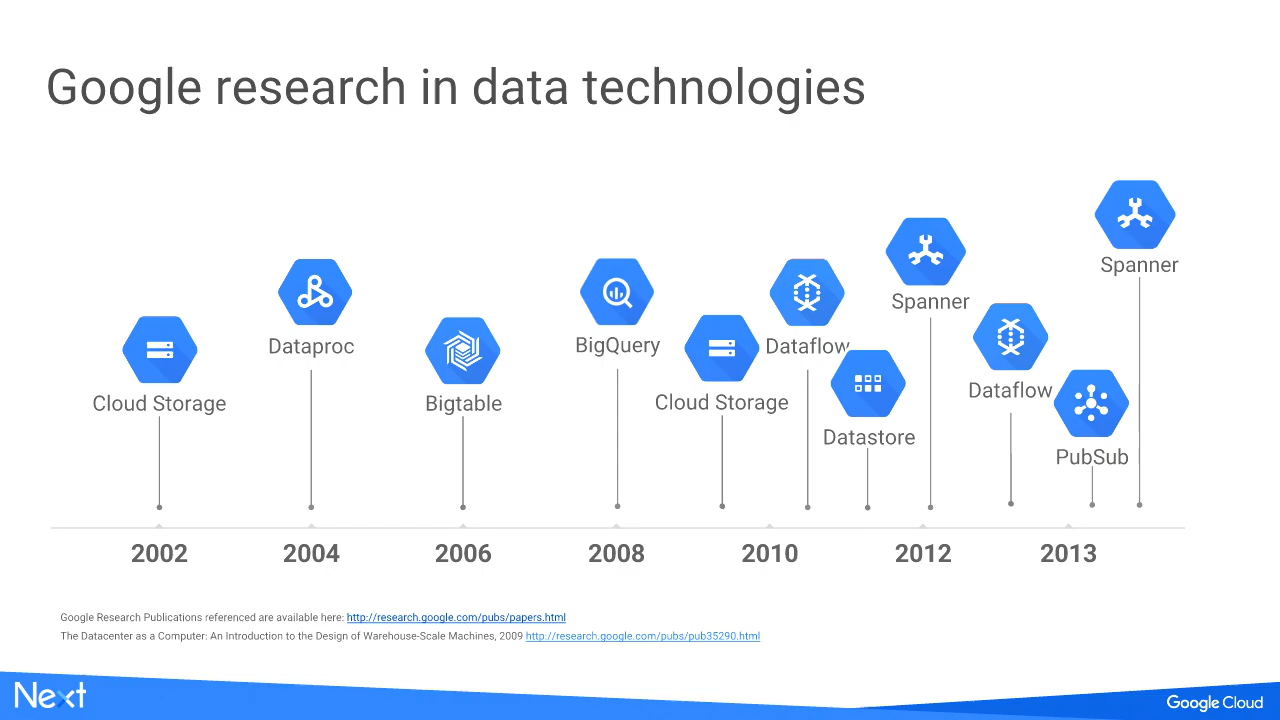 Google research in data technologies
Spanner
Spanner
Dataproc
BigQuery
Dataflow
Cloud Storage
Bigtable
Cloud Storage
Datastore
Dataflow
PubSub
2002
2004
2006
2008
2010
2012
2013
Google Research Publications referenced are available here: http://research.google.com/pubs/papers.html
The Datacenter as a Computer: An Introduction to the Design of Warehouse-Scale Machines, 2009 http://research.google.com/pubs/pub35290.html
Next
Google Cloud